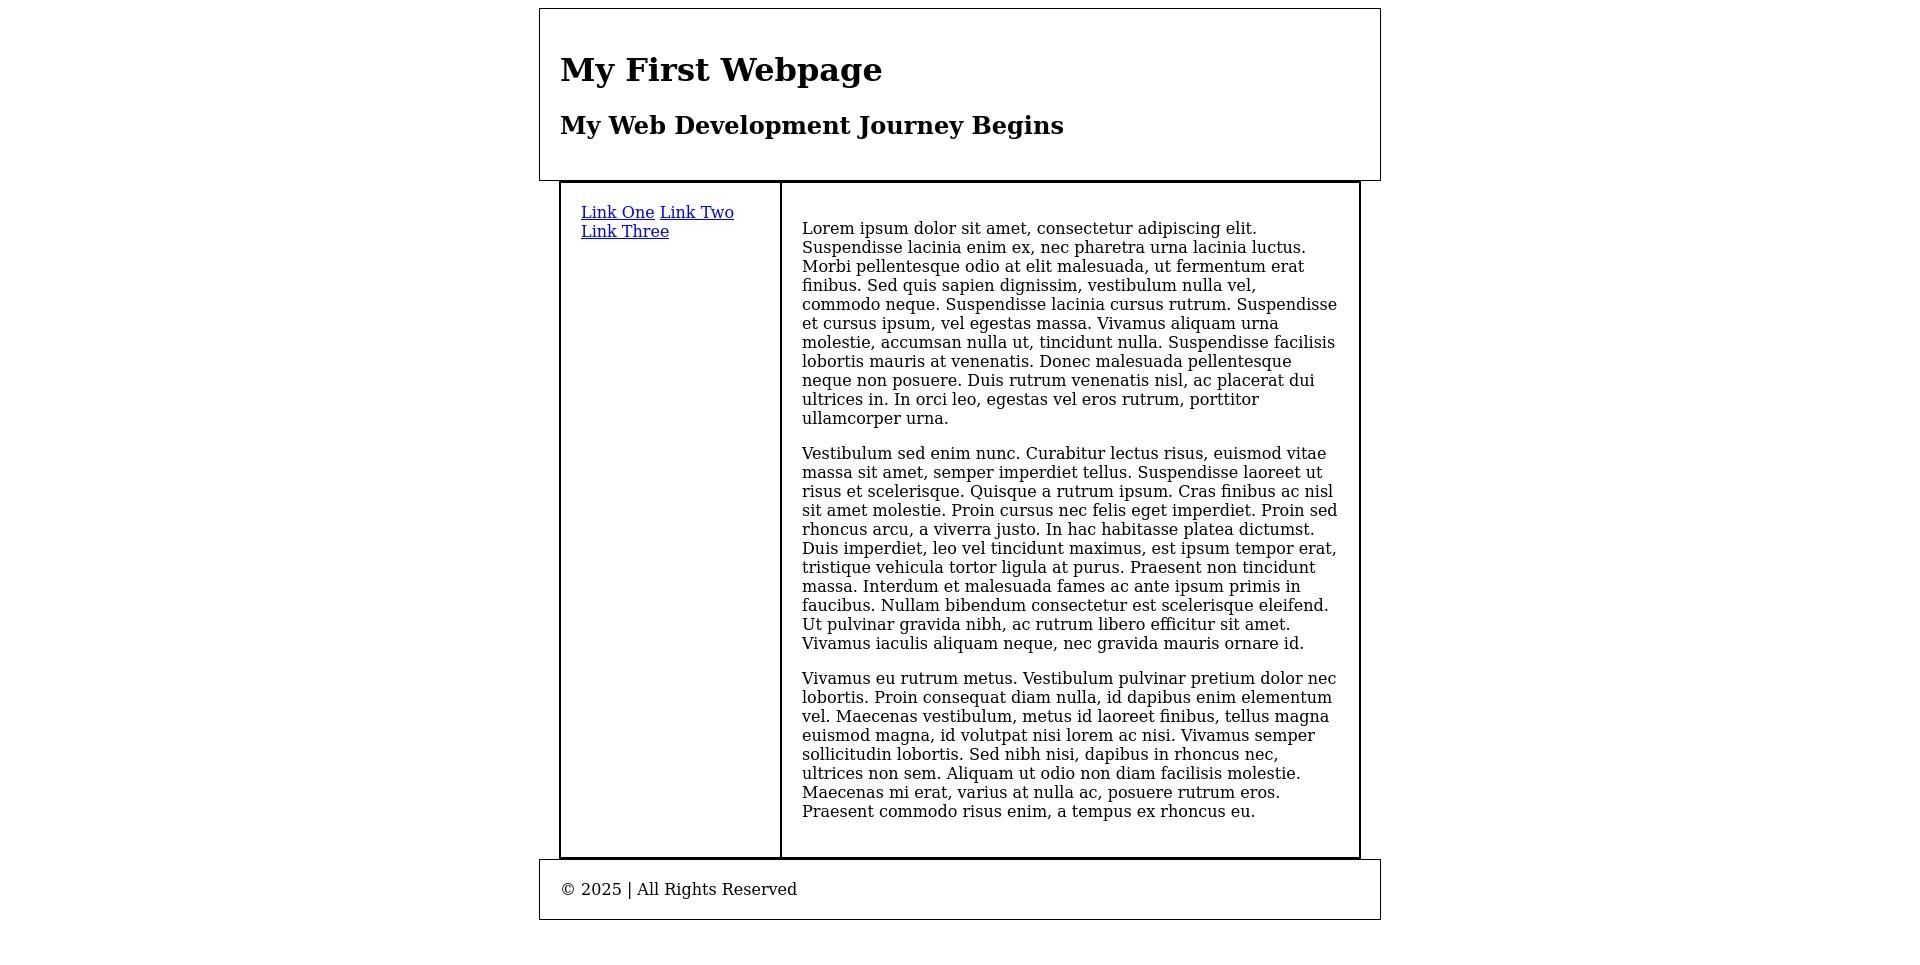 My First Webpage
My Web Development Journey Begins
Link One Link Two
Link Three
Lorem ipsum dolor sit amet, consectetur adipiscing elit.
Suspendisse lacinia enim ex, nec pharetra urna lacinia luctus.
Morbi pellentesque odio at elit malesuada, ut fermentum erat
finibus. Sed quis sapien dignissim, vestibulum nulla vel,
commodo neque. Suspendisse lacinia cursus rutrum. Suspendisse
et cursus ipsum, vel egestas massa. Vivamus aliquam urna
molestie, accumsan nulla ut, tincidunt nulla. Suspendisse facilisis
lobortis mauris at venenatis. Donec malesuada pellentesque
neque non posuere. Duis rutrum venenatis nisl, ac placerat dui
ultrices in. In orci leo, egestas vel eros rutrum, porttitor
ullamcorper urna.
Vestibulum sed enim nunc. Curabitur lectus risus, euismod vitae
massa sit amet, semper imperdiet tellus. Suspendisse laoreet ut
risus et scelerisque. Quisque a rutrum ipsum. Cras finibus ac nisl
sit amet molestie. Proin cursus nec felis eget imperdiet. Proin sed
rhoncus arcu, a viverra justo. In hac habitasse platea dictumst.
Duis imperdiet, leo vel tincidunt maximus, est ipsum tempor erat,
tristique vehicula tortor ligula at purus. Praesent non tincidunt
massa. Interdum et malesuada fames ac ante ipsum primis in
faucibus. Nullam bibendum consectetur est scelerisque eleifend.
Ut pulvinar gravida nibh, ac rutrum libero efficitur sit amet.
Vivamus iaculis aliquam neque, nec gravida mauris ornare id.
Vivamus eu rutrum metus. Vestibulum pulvinar pretium dolor nec
lobortis. Proin consequat diam nulla, id dapibus enim elementum
vel. Maecenas vestibulum, metus id laoreet finibus, tellus magna
euismod magna, id volutpat nisi lorem ac nisi. Vivamus semper
sollicitudin lobortis. Sed nibh nisi, dapibus in rhoncus nec,
ultrices non sem. Aliquam ut odio non diam facilisis molestie.
Maecenas mi erat, varius at nulla ac, posuere rutrum eros.
Praesent commodo risus enim, a tempus ex rhoncus eu.
© 2025 | All Rights Reserved